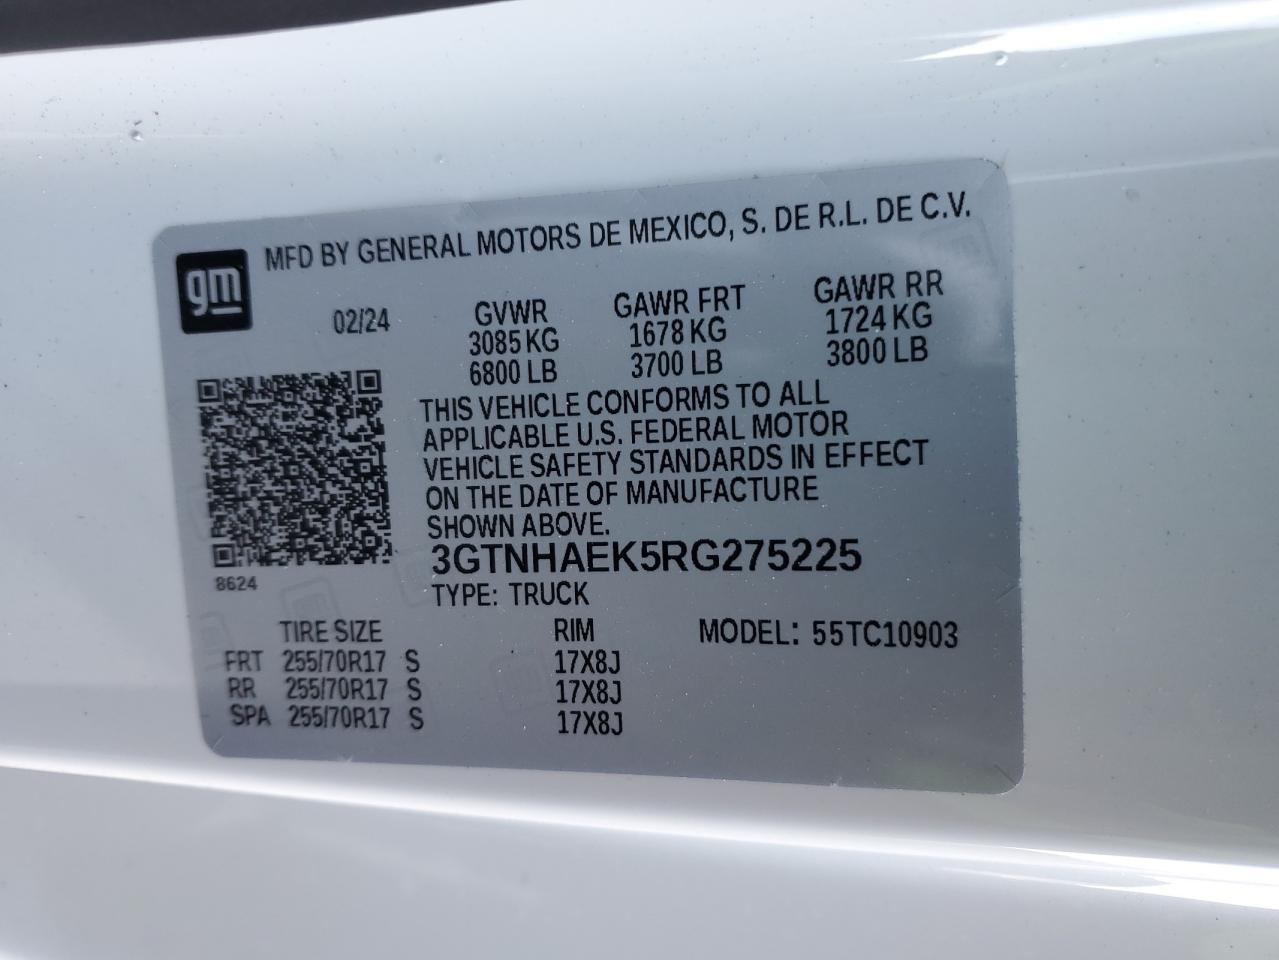 gm
MFD BY GENERAL MOTORS DE MEXICO, S. DE R.L. DE C.V.
02/24
GVWR GAWR FRT GAWR RR
3085 KG 1678 KG 1724 KG
6800 LB 3700 LB 3800 LB
THIS VEHICLE CONFORMS TO ALL
APPLICABLE U.S. FEDERAL MOTOR
VEHICLE SAFETY STANDARDS IN EFFECT
ON THE DATE OF MANUFACTURE
SHOWN ABOVE.
3GTNHAEK5RG275225
8624
TYPE: TRUCK
TIRE SIZE RIM MODEL: 55TC10903
FRT 255/70R17 S 17X8J
RR 255/70R17 S 17X8J
SPA 255/70R17 S 17X8J